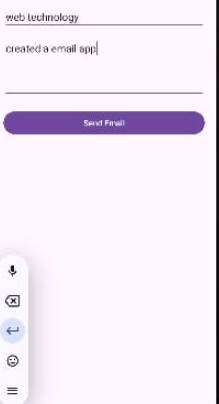 web technology
created a email app
Send Email